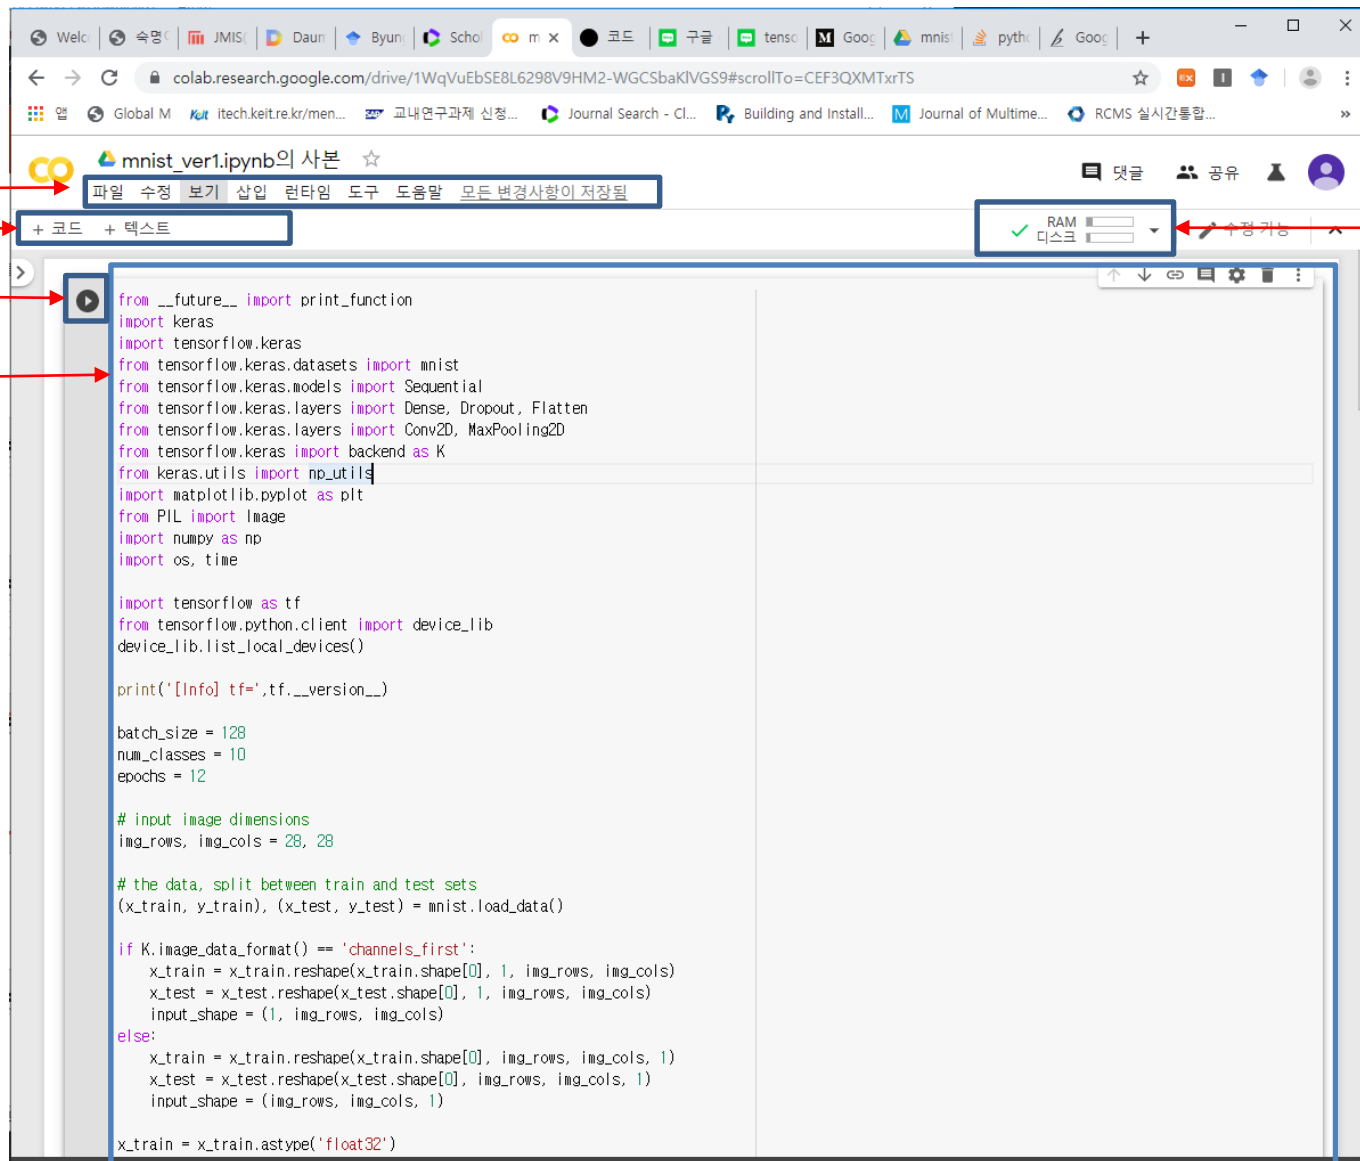 Welc 숙명 JMIS( Daum Byun Schol m 코드 구글 tenso Goog mnis pytho Goog
colab.research.google.com/drive/1WqVuEbSE8L6298V9HM2-WGCSbaKlVGS9#scrollTo=CEF3QXMTxrTS
앱 Global M itech.keit.re.kr/men... 교내연구과제 신청... Journal Search - Cl... Building and Install... Journal of Multime... RCMS 실시간통합... »
mnist_ver1.ipynb의 사본
댓글 공유
파일 수정 보기 삽입 런타임 도구 도움말 모든 변경사항이 저장됨
+ 코드 + 텍스트
RAM
디스크
수정 가능
from __future__ import print_function
import keras
import tensorflow.keras
from tensorflow.keras.datasets import mnist
from tensorflow.keras.models import Sequential
from tensorflow.keras.layers import Dense, Dropout, Flatten
from tensorflow.keras.layers import Conv2D, MaxPooling2D
from tensorflow.keras import backend as K
from keras.utils import np_utils
import matplotlib.pyplot as plt
from PIL import Image
import numpy as np
import os, time
import tensorflow as tf
from tensorflow.python.client import device_lib
device_lib.list_local_devices()
print('[Info] tf=',tf.__version__)
batch_size = 128
num_classes = 10
epochs = 12
# input image dimensions
img_rows, img_cols = 28, 28
# the data, split between train and test sets
(x_train, y_train), (x_test, y_test) = mnist.load_data()
if K.image_data_format() == 'channels_first':
x_train = x_train.reshape(x_train.shape[0], 1, img_rows, img_cols)
x_test = x_test.reshape(x_test.shape[0], 1, img_rows, img_cols)
input_shape = (1, img_rows, img_cols)
else:
x_train = x_train.reshape(x_train.shape[0], img_rows, img_cols, 1)
x_test = x_test.reshape(x_test.shape[0], img_rows, img_cols, 1)
input_shape = (img_rows, img_cols, 1)
x_train = x_train.astype('float32')